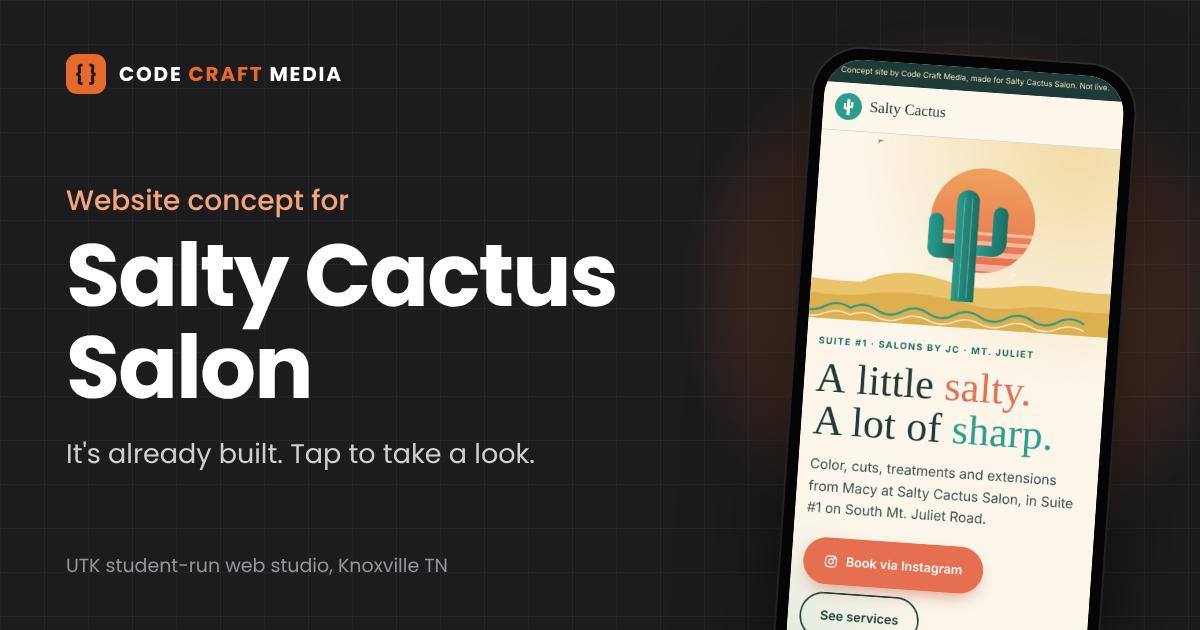 { } CODE CRAFT MEDIA
Website concept for
Salty Cactus
Salon
It's already built. Tap to take a look.
UTK student-run web studio, Knoxville TN
Concept site by Code Craft Media, made for Salty Cactus Salon. Not live.
Salty Cactus
SUITE #1 · SALONS BY JC · MT. JULIET
A little salty.
A lot of sharp.
Color, cuts, treatments and extensions
from Macy at Salty Cactus Salon, in Suite
#1 on South Mt. Juliet Road.
Book via Instagram
See services